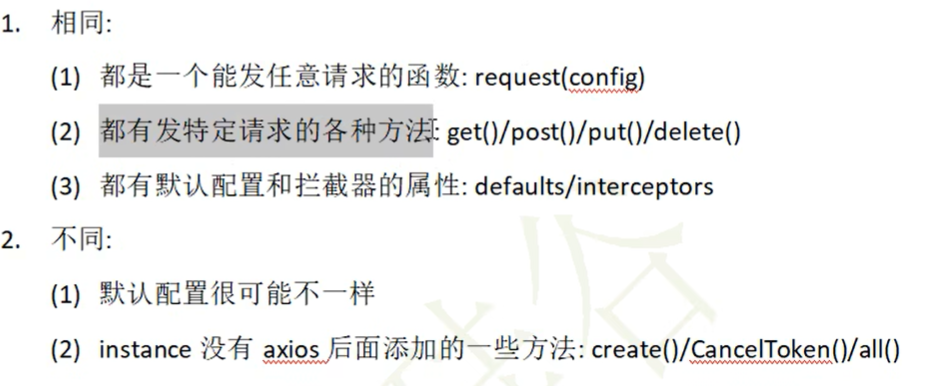 1. 相同:
(1) 都是一个能发任意请求的函数: request(config)
(2) 都有发特定请求的各种方法: get()/post()/put()/delete()
(3) 都有默认配置和拦截器的属性: defaults/interceptors
2. 不同:
(1) 默认配置很可能不一样
(2) instance 没有 axios 后面添加的一些方法: create()/CancelToken()/all()